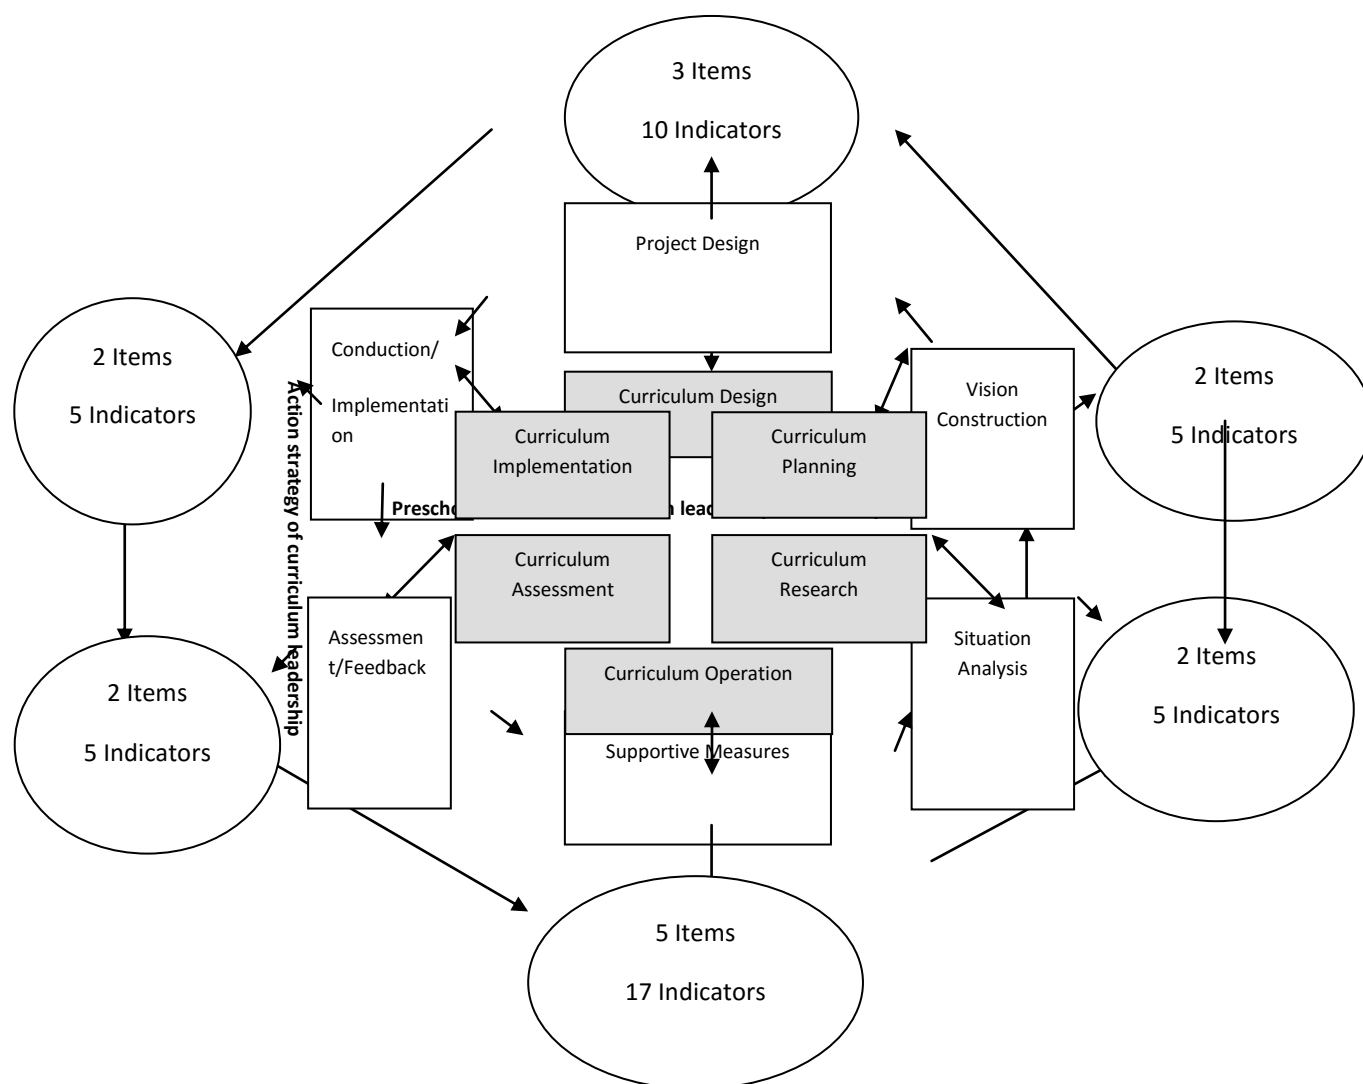 3 Items
10 Indicators
Project Design
2 Items
5 Indicators
Conduction/
Implementati
on
Curriculum Design
Curriculum
Implementation
Curriculum
Planning
Vision
Construction
2 Items
5 Indicators
Action strategy of curriculum leadership
Curriculum
Assessment
Curriculum
Research
2 Items
5 Indicators
Assessmen
t/Feedback
Curriculum Operation
Supportive Measures
Situation
Analysis
2 Items
5 Indicators
5 Items
17 Indicators